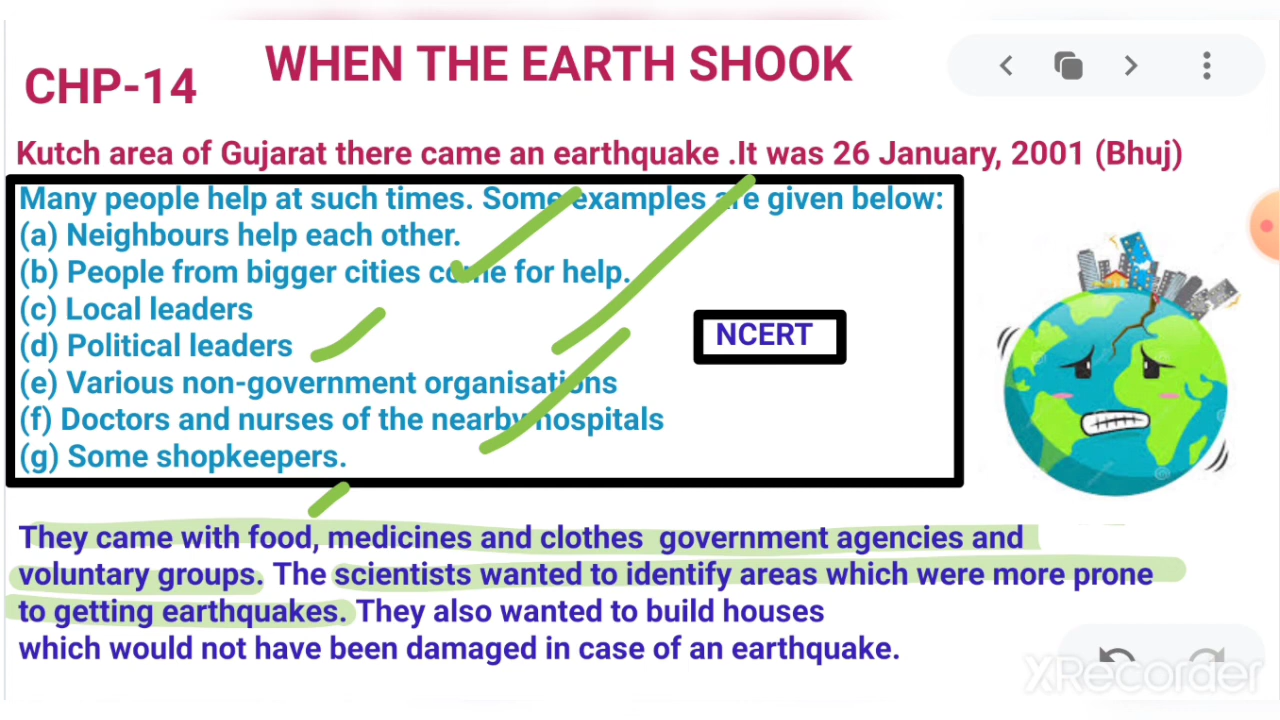 WHEN THE EARTH SHOOK
CHP-14
Kutch area of Gujarat there came an earthquake .It was 26 January, 2001 (Bhuj)
Many people help at such times. Some examples are given below:
(a) Neighbours help each other.
(b) People from bigger cities come for help.
(c) Local leaders
NCERT
(d) Political leaders
(e) Various non-government organisations
(f) Doctors and nurses of the nearby hospitals
(g) Some shopkeepers.
They came with food, medicines and clothes government agencies and
voluntary groups. The scientists wanted to identify areas which were more prone
to getting earthquakes. They also wanted to build houses
which would not have been damaged in case of an earthquake.
XRecorder